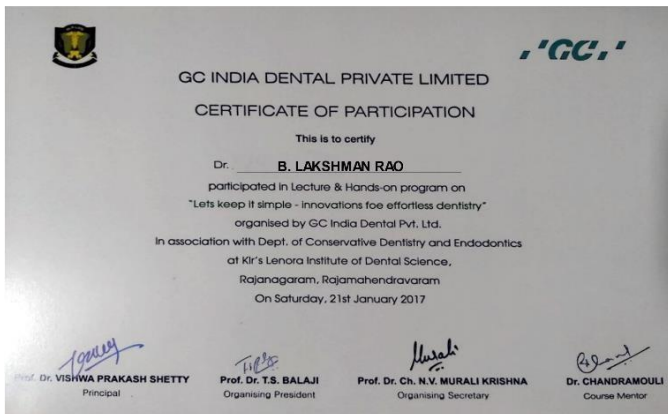 GC
GC INDIA DENTAL PRIVATE LIMITED
CERTIFICATE OF PARTICIPATION
This is to certify
Dr. B. LAKSHMAN RAO
participated in Lecture & Hands-on program on
"Lets keep it simple - innovations foe effortless dentistry"
organised by GC India Dental Pvt. Ltd.
In association with Dept. of Conservative Dentistry and Endodontics
at Klr's Lenora Institute of Dental Science,
Rajanagaram, Rajamahendravaram
On Saturday, 21st January 2017
Murali
Prof. Dr. VISHWA PRAKASH SHETTY
Principal
Prof. Dr. T.S. BALAJI
Organising President
Prof. Dr. Ch. N.V. MURALI KRISHNA
Organising Secretary
Dr. CHANDRAMOULI
Course Mentor